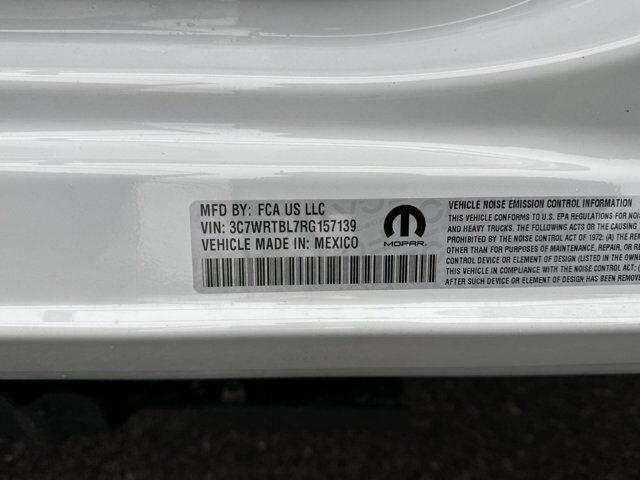 MFD BY: FCA US LLC
VIN: 3C7WRTBL7RG157139
VEHICLE MADE IN: MEXICO
MOPAR.
VEHICLE NOISE EMISSION CONTROL INFORMATION
THIS VEHICLE CONFORMS TO U.S. EPA REGULATIONS FOR
AND HEAVY TRUCKS. THE FOLLOWING ACTS OR THE CAUSING
THE NOISE CONTROL ACT OF 1972: (A) THE
OTHER THAN FOR PURPOSES OF MAINTENANCE, REPAIR, OR
CONTROL DEVICE OR ELEMENT OF DESIGN (LISTED IN THE
THIS VEHICLE IN COMPLIANCE WITH THE NOISE CONTROL ACT;
AFTER SUCH DEVICE OR ELEMENT OF DESIGN HAS BEEN